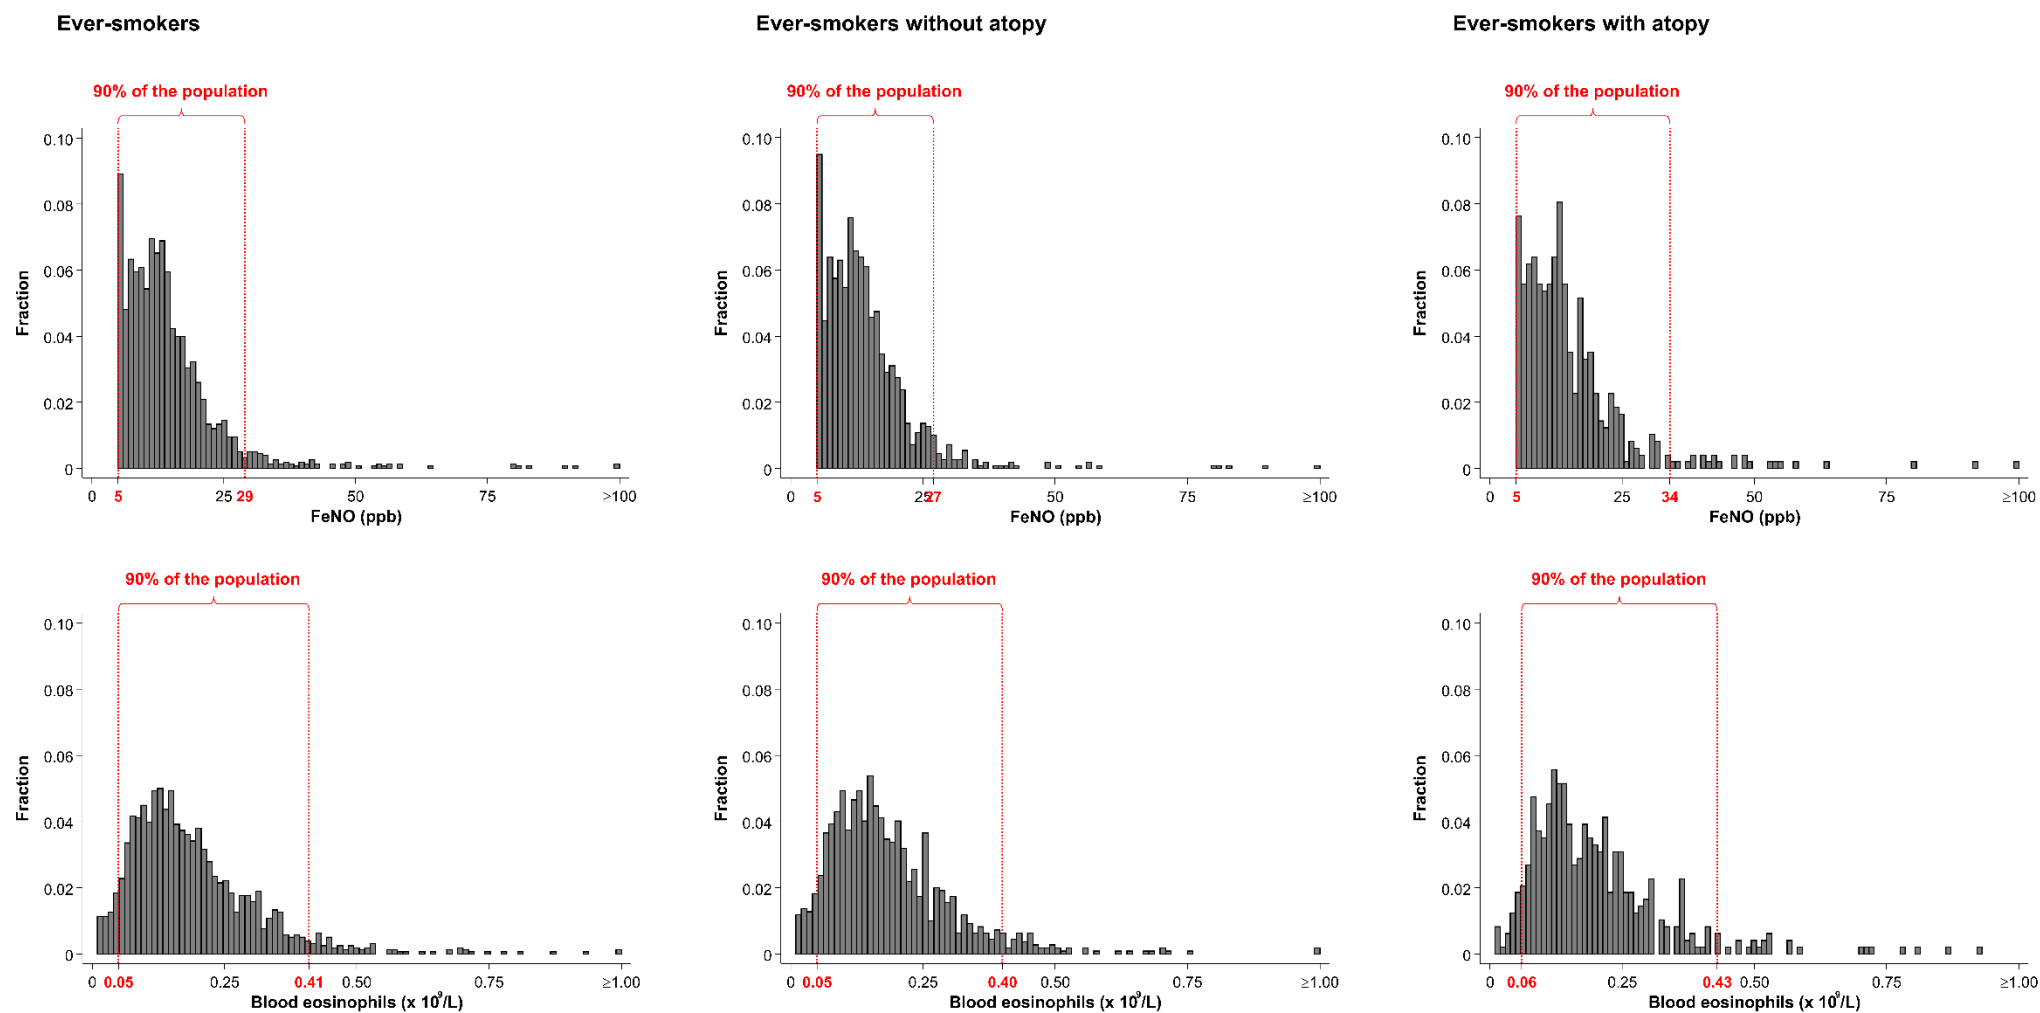 Ever-smokers
Ever-smokers without atopy
Ever-smokers with atopy
90% of the population
Fraction
0.10
0.08
0.06
0.04
0.02
0
0 5 25 29 50 75 ≥100
FeNO (ppb)
90% of the population
Fraction
0.10
0.08
0.06
0.04
0.02
0
0 5 25 27 50 75 ≥100
FeNO (ppb)
90% of the population
Fraction
0.10
0.08
0.06
0.04
0.02
0
0 5 25 34 50 75 ≥100
FeNO (ppb)
90% of the population
Fraction
0.10
0.08
0.06
0.04
0.02
0
0 0.05 0.25 0.41 0.50 0.75 ≥1.00
Blood eosinophils (x 10⁹/L)
90% of the population
Fraction
0.10
0.08
0.06
0.04
0.02
0
0 0.05 0.25 0.40 0.50 0.75 ≥1.00
Blood eosinophils (x 10⁹/L)
90% of the population
Fraction
0.10
0.08
0.06
0.04
0.02
0
0 0.06 0.25 0.43 0.50 0.75 ≥1.00
Blood eosinophils (x 10⁹/L)